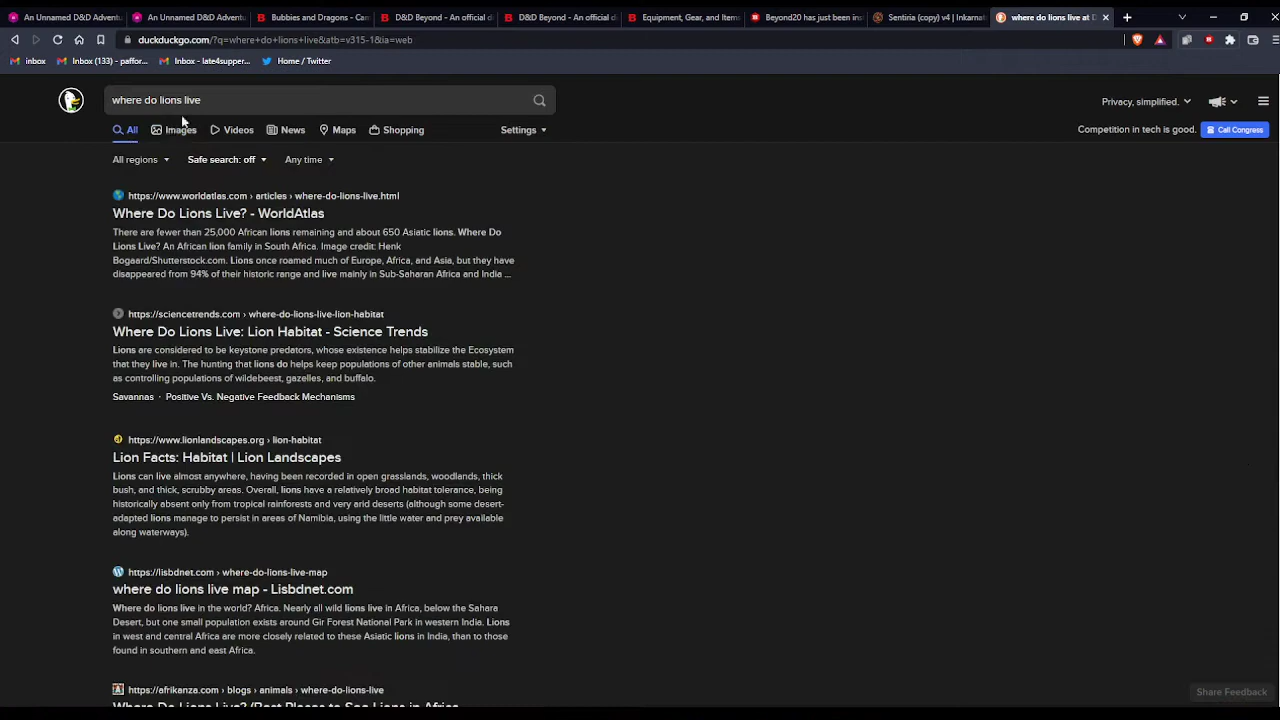 An Unnamed D&D Adventu
An Unnamed D&D Adventu
Bubbies and Dragons - Can
D&D Beyond - An official d
D&D Beyond - An official di
Equipment, Gear, and Items
Beyond20 has just been ins
Sentiria (copy) v4 | Inkarnat
where do lions live at D
duckduckgo.com/?q=where+do+lions+live&atb=v315-1&ia=web
inbox
Inbox (133) - paffor...
Inbox - late4supper...
Home / Twitter
where do lions live
Privacy, simplified.
All
Images
Videos
News
Maps
Shopping
Settings
Competition in tech is good.
Call Congress
All regions
Safe search: off
Any time
https://www.worldatlas.com › articles › where-do-lions-live.html
Where Do Lions Live? - WorldAtlas
There are fewer than 25,000 African lions remaining and about 650 Asiatic lions. Where Do
Lions Live? An African lion family in South Africa. Image credit: Henk
Bogaard/Shutterstock.com. Lions once roamed much of Europe, Africa, and Asia, but they have
disappeared from 94% of their historic range and live mainly in Sub-Saharan Africa and India ...
https://sciencetrends.com › where-do-lions-live-lion-habitat
Where Do Lions Live: Lion Habitat - Science Trends
Lions are considered to be keystone predators, whose existence helps stabilize the Ecosystem
that they live in. The hunting that lions do helps keep populations of other animals stable, such
as controlling populations of wildebeest, gazelles, and buffalo.
Savannas · Positive Vs. Negative Feedback Mechanisms
https://www.lionlandscapes.org › lion-habitat
Lion Facts: Habitat | Lion Landscapes
Lions can live almost anywhere, having been recorded in open grasslands, woodlands, thick
bush, and thick, scrubby areas. Overall, lions have a relatively broad habitat tolerance, being
historically absent only from tropical rainforests and very arid deserts (although some desert-
adapted lions manage to persist in areas of Namibia, using the little water and prey available
along waterways).
https://lisbdnet.com › where-do-lions-live-map
where do lions live map - Lisbdnet.com
Where do lions live in the world? Africa. Nearly all wild lions live in Africa, below the Sahara
Desert, but one small population exists around Gir Forest National Park in western India. Lions
in west and central Africa are more closely related to these Asiatic lions in India, than to those
found in southern and east Africa.
https://afrikanza.com › blogs › animals › where-do-lions-live
Where Do Lions Live? (Best Places to See Lions in Africa
Share Feedback